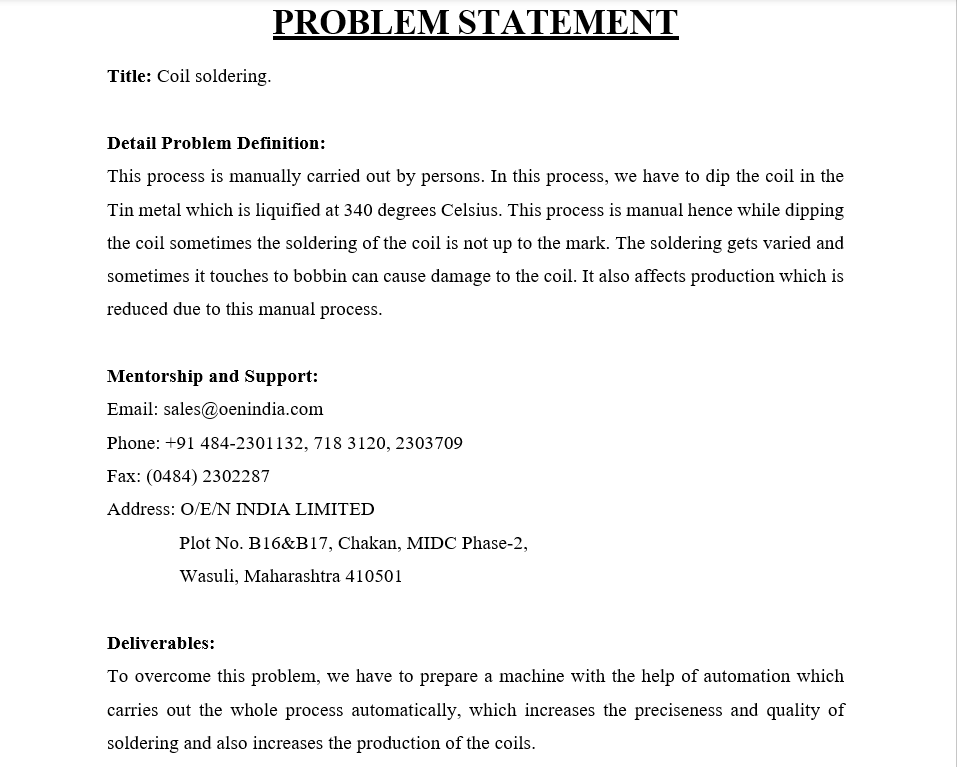 PROBLEM STATEMENT
Title: Coil soldering.
Detail Problem Definition:
This process is manually carried out by persons. In this process, we have to dip the coil in the
Tin metal which is liquified at 340 degrees Celsius. This process is manual hence while dipping
the coil sometimes the soldering of the coil is not up to the mark. The soldering gets varied and
sometimes it touches to bobbin can cause damage to the coil. It also affects production which is
reduced due to this manual process.
Mentorship and Support:
Email: sales@oenindia.com
Phone: +91 484-2301132, 718 3120, 2303709
Fax: (0484) 2302287
Address: O/E/N INDIA LIMITED
Plot No. B16&B17, Chakan, MIDC Phase-2,
Wasuli, Maharashtra 410501
Deliverables:
To overcome this problem, we have to prepare a machine with the help of automation which
carries out the whole process automatically, which increases the preciseness and quality of
soldering and also increases the production of the coils.